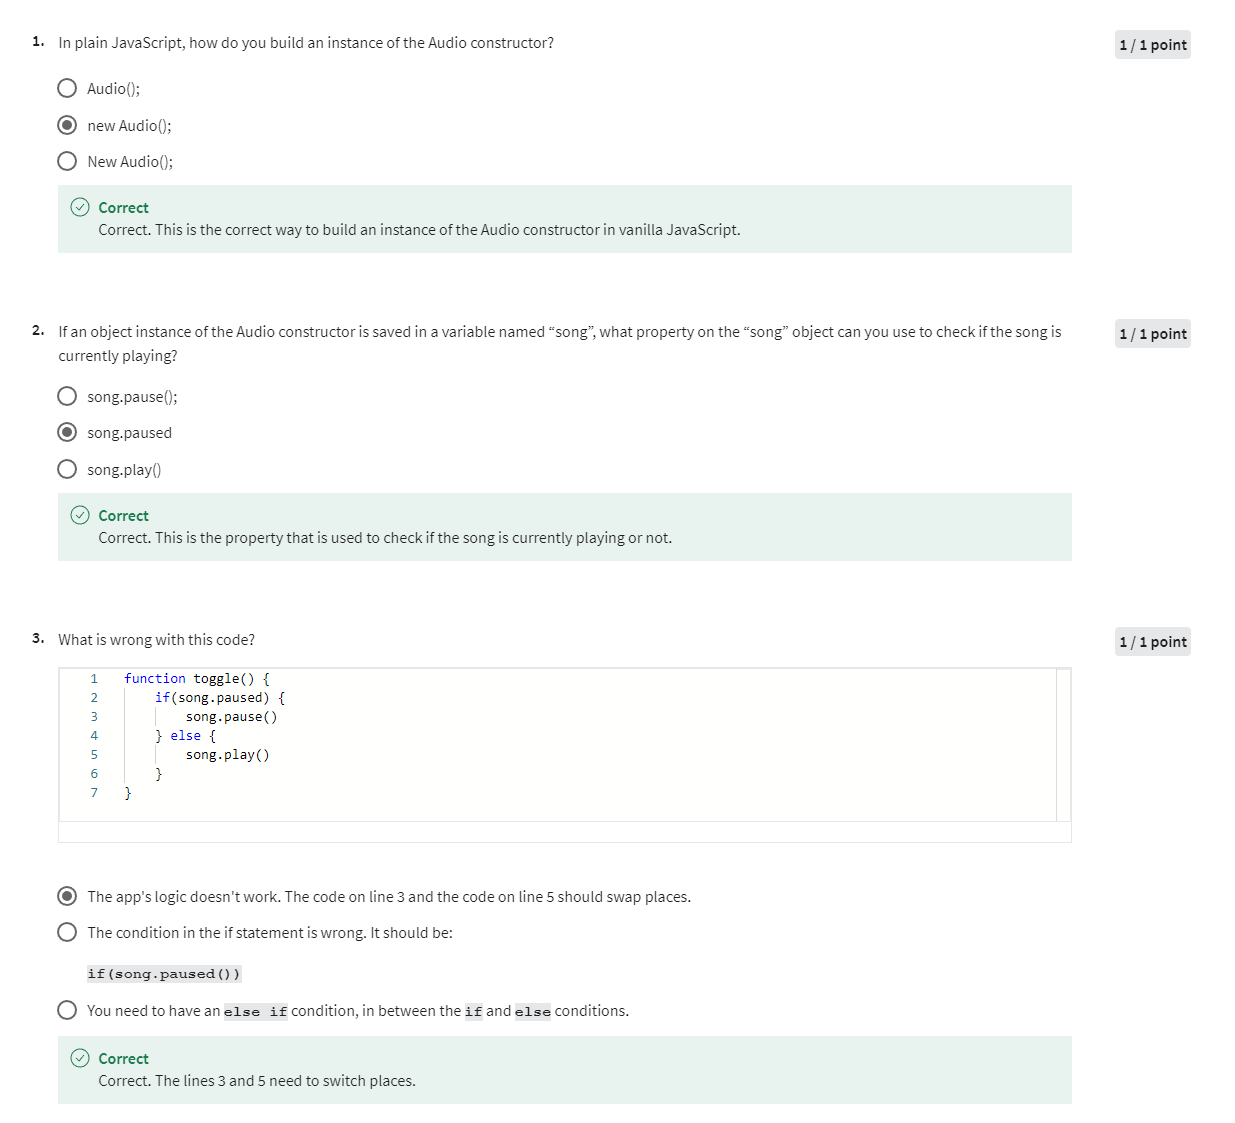 1. In plain JavaScript, how do you build an instance of the Audio constructor?
1 / 1 point
Audio();
new Audio();
New Audio();
Correct
Correct. This is the correct way to build an instance of the Audio constructor in vanilla JavaScript.
2. If an object instance of the Audio constructor is saved in a variable named “song”, what property on the “song” object can you use to check if the song is
currently playing?
1 / 1 point
song.pause();
song.paused
song.play()
Correct
Correct. This is the property that is used to check if the song is currently playing or not.
3. What is wrong with this code?
1 / 1 point
1 function toggle() {
2 if(song.paused) {
3 song.pause()
4 } else {
5 song.play()
6 }
7 }
The app's logic doesn't work. The code on line 3 and the code on line 5 should swap places.
The condition in the if statement is wrong. It should be:
if(song.paused())
You need to have an else if condition, in between the if and else conditions.
Correct
Correct. The lines 3 and 5 need to switch places.